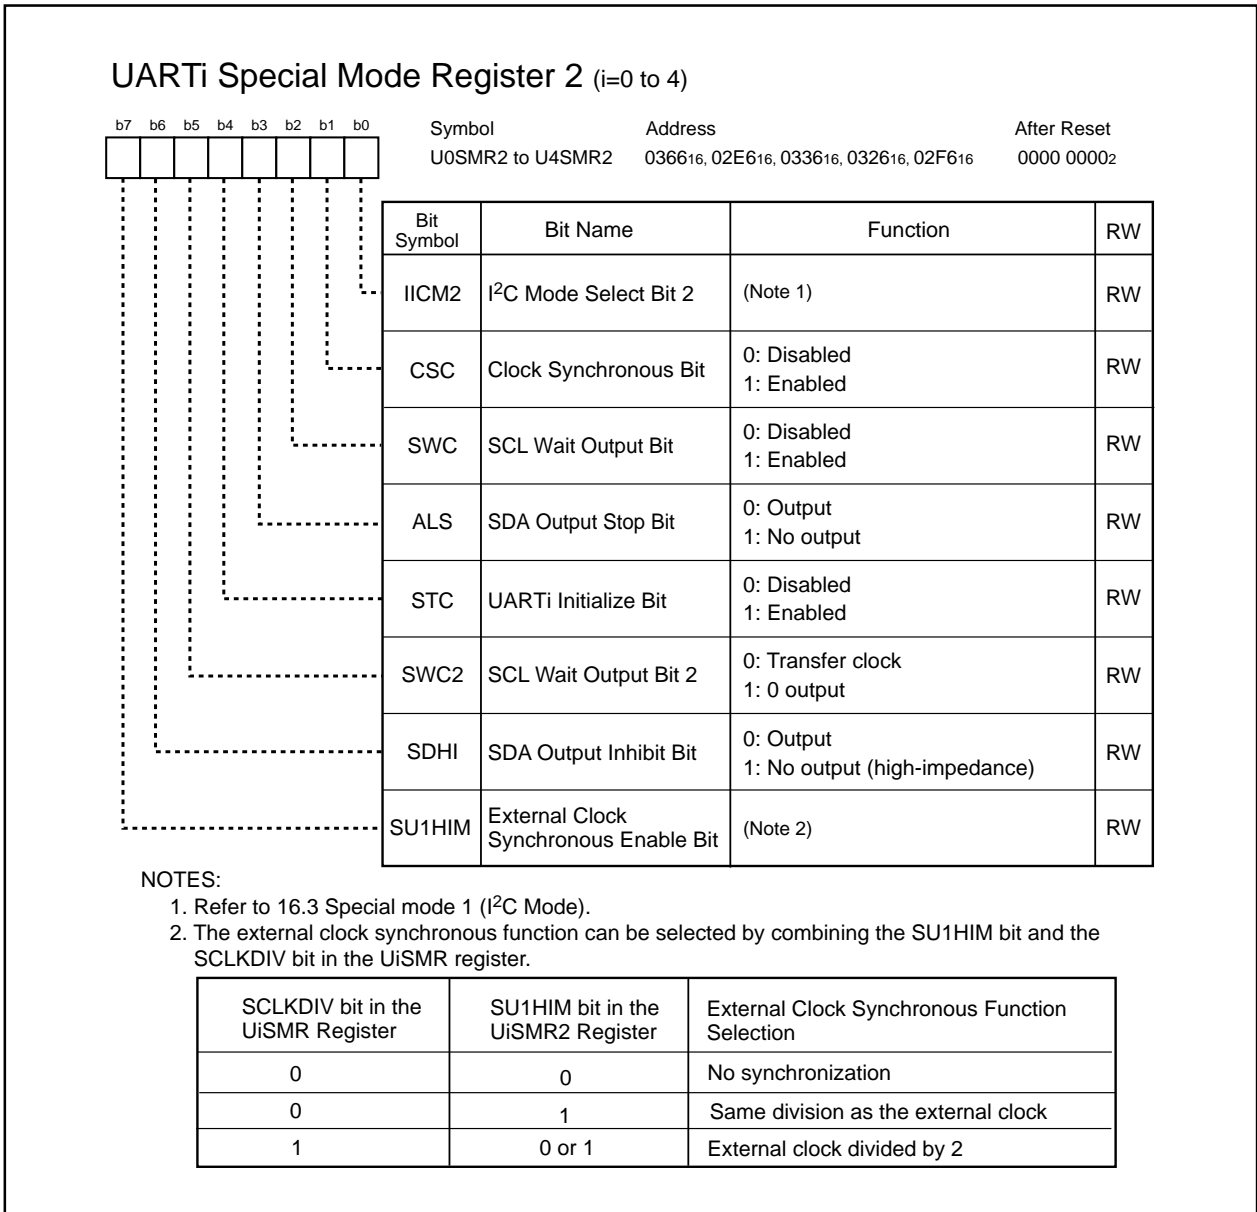 UARTi Special Mode Register 2 (i=0 to 4)
b7 b6 b5 b4 b3 b2 b1 b0
Symbol Address After Reset
U0SMR2 to U4SMR2 036616, 02E616, 033616, 032616, 02F616 0000 00002
Bit Symbol Bit Name Function RW
IICM2 I2C Mode Select Bit 2 (Note 1) RW
CSC Clock Synchronous Bit 0: Disabled RW
1: Enabled
SWC SCL Wait Output Bit 0: Disabled RW
1: Enabled
ALS SDA Output Stop Bit 0: Output RW
1: No output
STC UARTi Initialize Bit 0: Disabled RW
1: Enabled
SWC2 SCL Wait Output Bit 2 0: Transfer clock RW
1: 0 output
SDHI SDA Output Inhibit Bit 0: Output RW
1: No output (high-impedance)
SU1HIM External Clock Synchronous Enable Bit (Note 2) RW
NOTES:
1. Refer to 16.3 Special mode 1 (I2C Mode).
2. The external clock synchronous function can be selected by combining the SU1HIM bit and the
SCLKDIV bit in the UiSMR register.
SCLKDIV bit in the UiSMR Register SU1HIM bit in the UiSMR2 Register External Clock Synchronous Function Selection
0 0 No synchronization
0 1 Same division as the external clock
1 0 or 1 External clock divided by 2